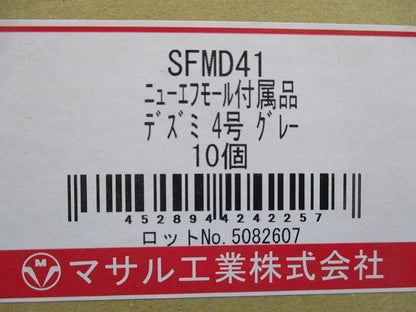 SFMD41
ﾆｭｰｴﾌﾓｰﾙ付属品
ﾃﾞｽﾞﾐ 4号 ｸﾞﾚｰ
10個
4528944242257
ロットNo.5082607
M マサル工業株式会社